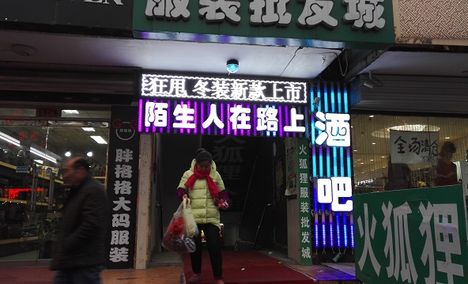 服装批发城
狂甩 冬装新款上市
陌生人在路上
酒吧
火狐狸服装批发城
胖格格大码服装
全场清仓
火狐狸